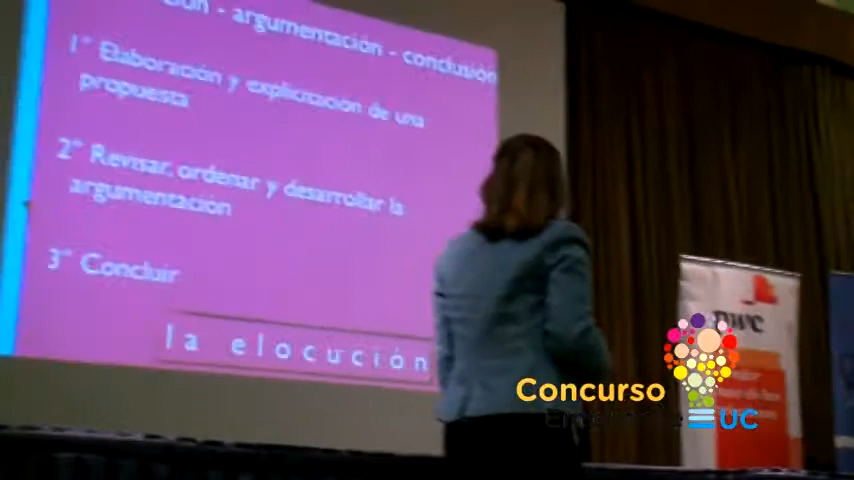 - argumentación - conclusión
1° Elaboración y explicitación de una
propuesta
2° Revisar, ordenar y desarrollar la
argumentación
3° Concluir
la elocución
pwc
Concurso
UC